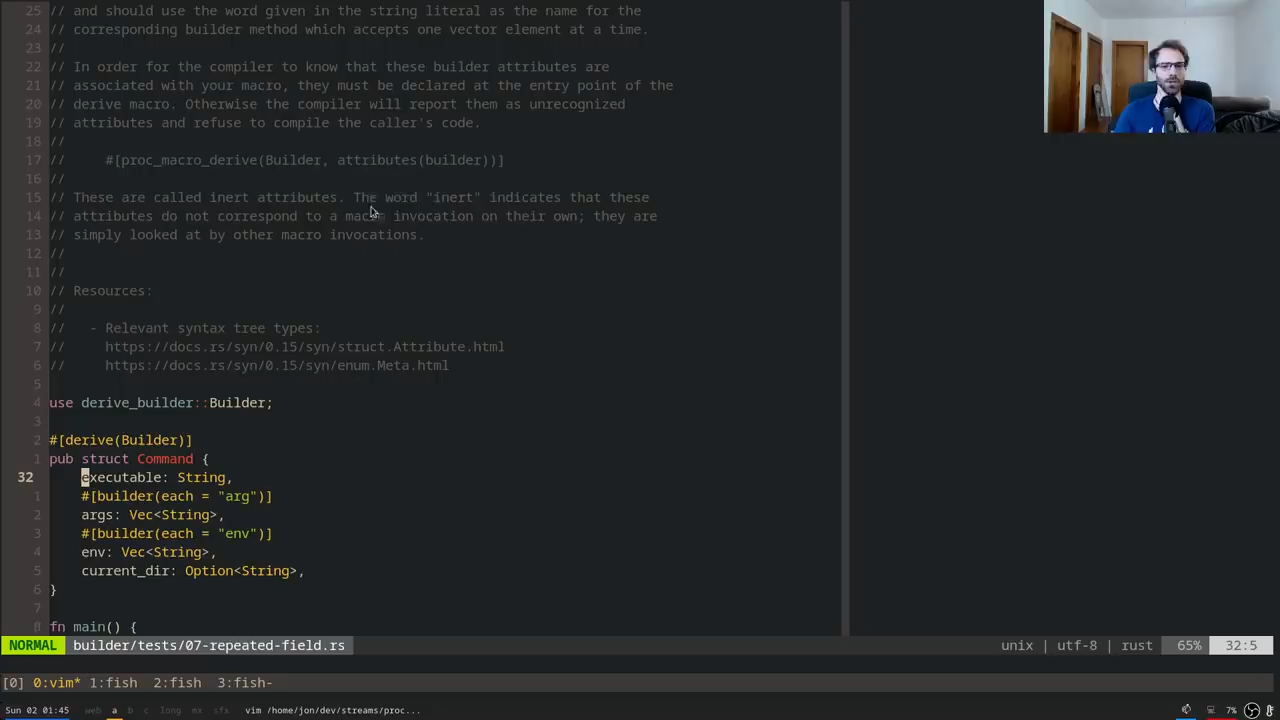 25 // and should use the word given in the string literal as the name for the
24 // corresponding builder method which accepts one vector element at a time.
23 //
22 // In order for the compiler to know that these builder attributes are
21 // associated with your macro, they must be declared at the entry point of the
20 // derive macro. Otherwise the compiler will report them as unrecognized
19 // attributes and refuse to compile the caller's code.
18 //
17 //     #[proc_macro_derive(Builder, attributes(builder))]
16 //
15 // These are called inert attributes. The word "inert" indicates that these
14 // attributes do not correspond to a macro invocation on their own; they are
13 // simply looked at by other macro invocations.
12 //
11 //
10 // Resources:
9 //
8 //   - Relevant syntax tree types:
7 //     https://docs.rs/syn/0.15/syn/struct.Attribute.html
6 //     https://docs.rs/syn/0.15/syn/enum.Meta.html
5
4 use derive_builder::Builder;
3
2 #[derive(Builder)]
1 pub struct Command {
32     executable: String,
1     #[builder(each = "arg")]
2     args: Vec<String>,
3     #[builder(each = "env")]
4     env: Vec<String>,
5     current_dir: Option<String>,
6 }
7
8 fn main() {
NORMAL builder/tests/07-repeated-field.rs unix | utf-8 | rust 65% 32:5
[0] 0:vim* 1:fish 2:fish 3:fish-
Sun 02 01:45 web a b c long mx sfx vim /home/jon/dev/streams/proc... 7%